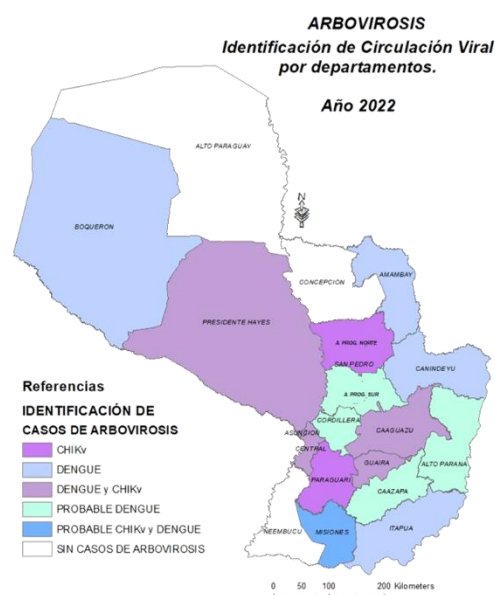 ARBOVIROSIS
Identificación de Circulación Viral
por departamentos.
Año 2022
ALTO PARAGUAY
N
BOQUERON
CONCEPCION
AMAMBAY
PRESIDENTE HAYES
S. PROG. NORTE
SAN PEDRO
CANINDEYU
S. PROG. SUR
CORDILLERA
ASUNCION
CAAGUAZU
CENTRAL
GUAIRA
ALTO PARANA
PARAGUARI
CAAZAPA
ÑEEMBUCU
MISIONES
ITAPUA
Referencias
IDENTIFICACIÓN DE
CASOS DE ARBOVIROSIS
CHIKv
DENGUE
DENGUE y CHIKv
PROBABLE DENGUE
PROBABLE CHIKv y DENGUE
SIN CASOS DE ARBOVIROSIS
0 50 100 200 Kilometers